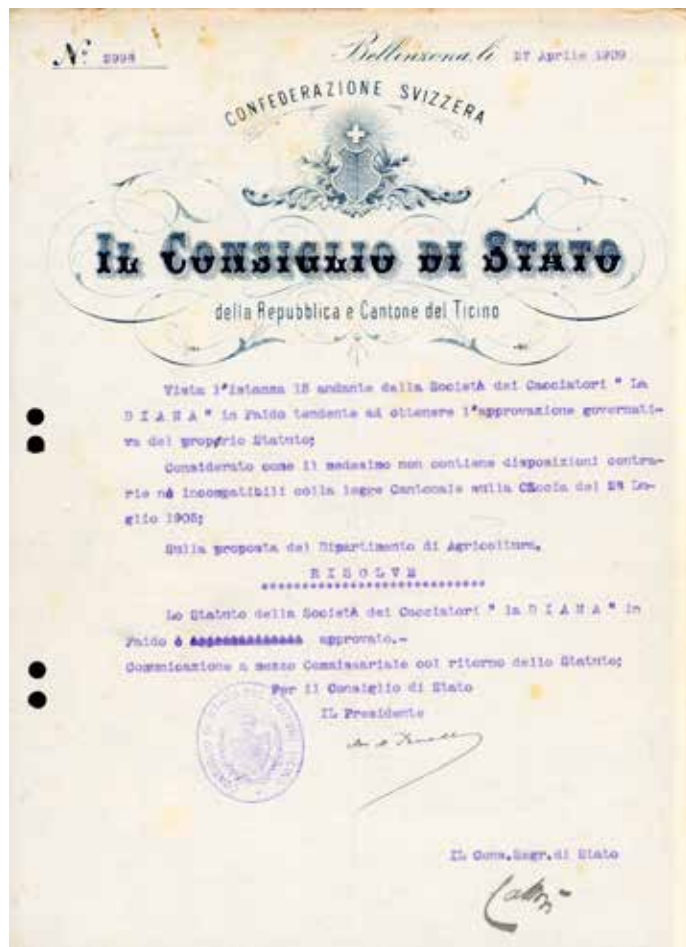 N° 2998 Bellinzona, li 27 Aprile 1909
CONFEDERAZIONE SVIZZERA
IL CONSIGLIO DI STATO
della Repubblica e Cantone del Ticino
Vista l'istanza 18 andante della Società dei Cacciatori " La
D I A N A " in Faido tendente ad ottenere l'approvazione governati-
va del proprio Statuto;
Considerato come il medesimo non contiene disposizioni contra-
rie nè incompatibili colla legge Cantonale sulla Caccia del Lu-
glio 1905;
Sulla proposta del Dipartimento di Agricoltura.
R I S O L V E
Lo Statuto della Società dei Cacciatori " la D I A N A " in
Faido è approvato.-
Comunicazione a mezzo Commissariale col ritorno dello Statuto;
Per il Consiglio di Stato
IL Presidente
IL Cons.Segr.di Stato